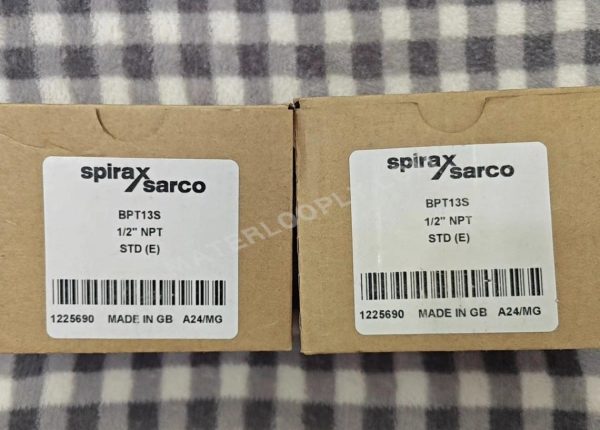 spirax
sarco
BPT13S
1/2" NPT
STD (E)
1225690 MADE IN GB A24/MG
spirax
sarco
BPT13S
1/2" NPT
STD (E)
1225690 MADE IN GB A24/MG